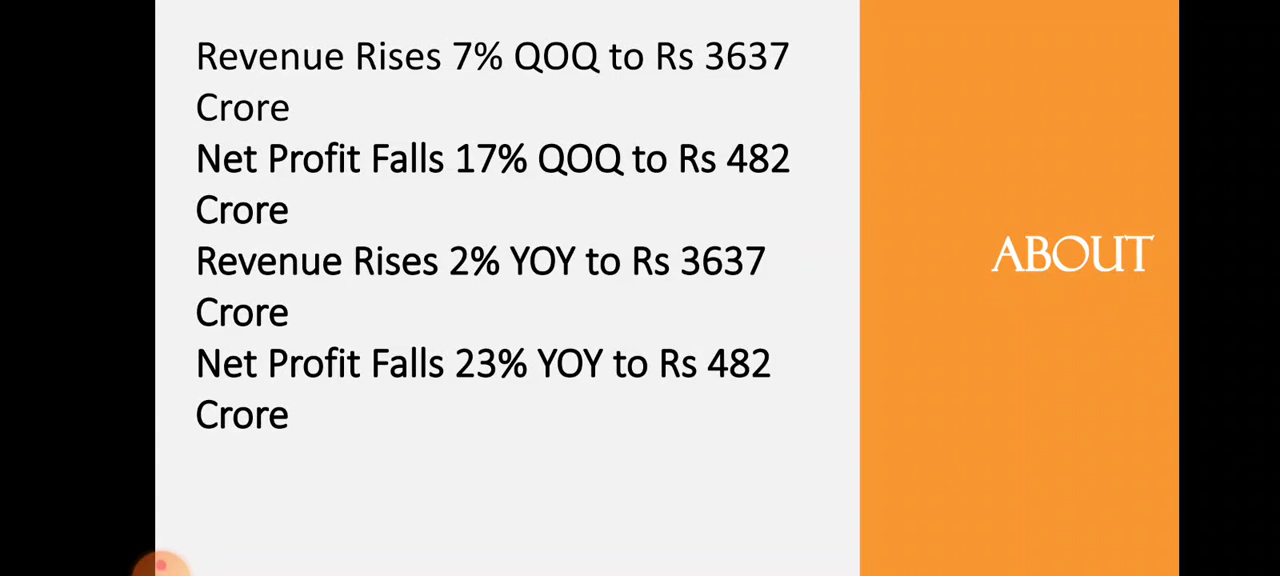 Revenue Rises 7% QOQ to Rs 3637
Crore
Net Profit Falls 17% QOQ to Rs 482
Crore
Revenue Rises 2% YOY to Rs 3637
Crore
Net Profit Falls 23% YOY to Rs 482
Crore
ABOUT